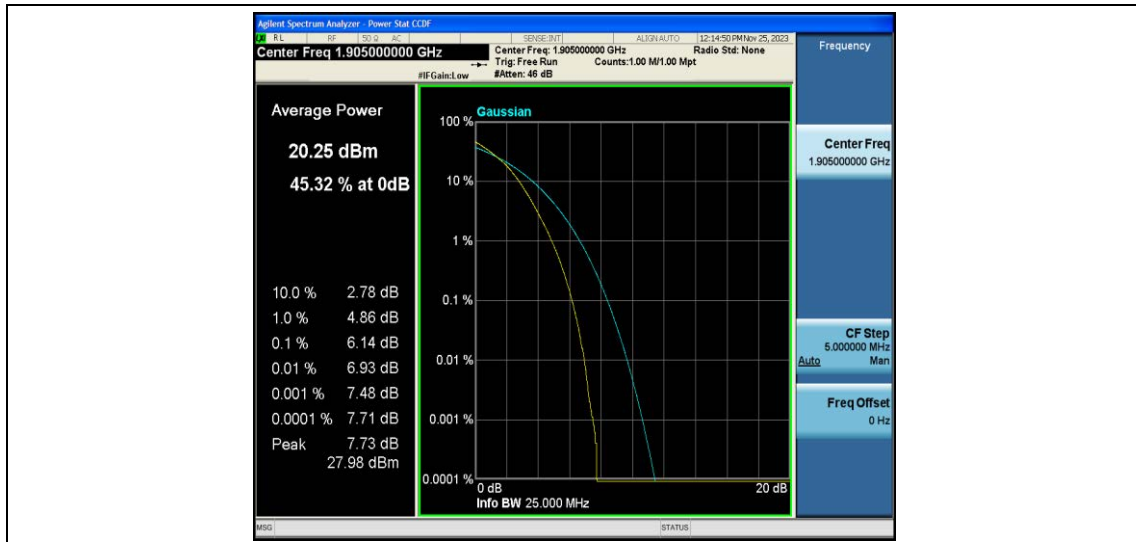 Agilent Spectrum Analyzer - Power Stat CCDF
RL RF 50 Ω AC SENSE:INT ALIGN AUTO 12:14:50 PM Nov 25, 2023
Center Freq 1.905000000 GHz
Center Freq: 1.905000000 GHz Radio Std: None
Trig: Free Run Counts:1.00 M/1.00 Mpt
#IFGain:Low #Atten: 46 dB
Frequency
Average Power
20.25 dBm
45.32 % at 0dB
10.0 % 2.78 dB
1.0 % 4.86 dB
0.1 % 6.14 dB
0.01 % 6.93 dB
0.001 % 7.48 dB
0.0001 % 7.71 dB
Peak 7.73 dB
27.98 dBm
Gaussian
100 %
10 %
1 %
0.1 %
0.01 %
0.001 %
0.0001 %
0 dB 20 dB
Info BW 25.000 MHz
Center Freq
1.905000000 GHz
CF Step
5.000000 MHz
Auto Man
Freq Offset
0 Hz
MSG STATUS